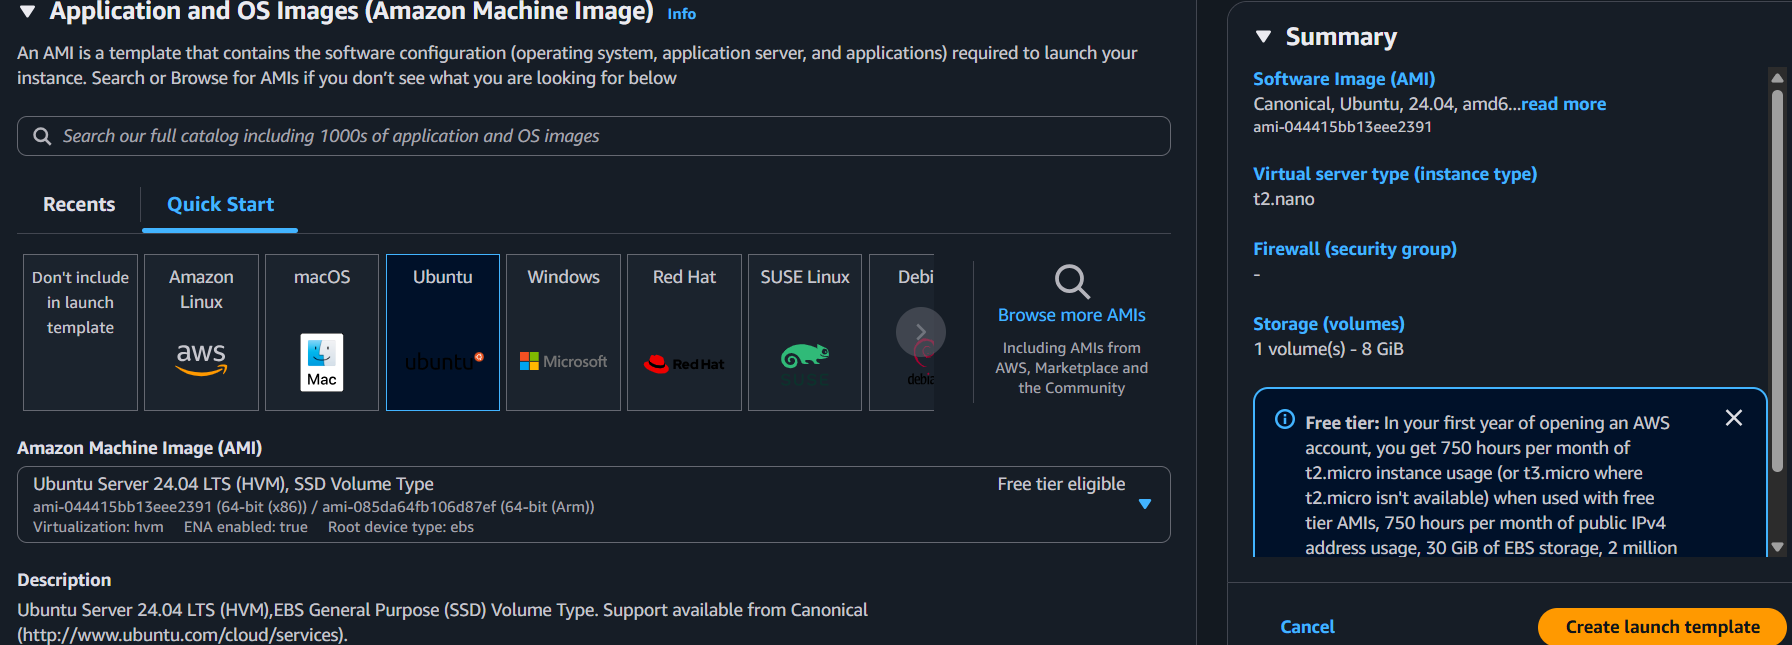 Application and OS Images (Amazon Machine Image) Info
An AMI is a template that contains the software configuration (operating system, application server, and applications) required to launch your
instance. Search or Browse for AMIs if you don’t see what you are looking for below
Search our full catalog including 1000s of application and OS images
Recents
Quick Start
Don't include
in launch
template
Amazon
Linux
aws
macOS
Mac
Ubuntu
ubuntu
Windows
Microsoft
Red Hat
Red Hat
SUSE Linux
SUSE
Debi
debia
Browse more AMIs
Including AMIs from
AWS, Marketplace and
the Community
Amazon Machine Image (AMI)
Ubuntu Server 24.04 LTS (HVM), SSD Volume Type
Free tier eligible
ami-044415bb13eee2391 (64-bit (x86)) / ami-085da64fb106d87ef (64-bit (Arm))
Virtualization: hvm ENA enabled: true Root device type: ebs
Description
Ubuntu Server 24.04 LTS (HVM),EBS General Purpose (SSD) Volume Type. Support available from Canonical
(http://www.ubuntu.com/cloud/services).
Summary
Software Image (AMI)
Canonical, Ubuntu, 24.04, amd6...read more
ami-044415bb13eee2391
Virtual server type (instance type)
t2.nano
Firewall (security group)
-
Storage (volumes)
1 volume(s) - 8 GiB
Free tier: In your first year of opening an AWS
account, you get 750 hours per month of
t2.micro instance usage (or t3.micro where
t2.micro isn't available) when used with free
tier AMIs, 750 hours per month of public IPv4
address usage, 30 GiB of EBS storage, 2 million
Cancel
Create launch template